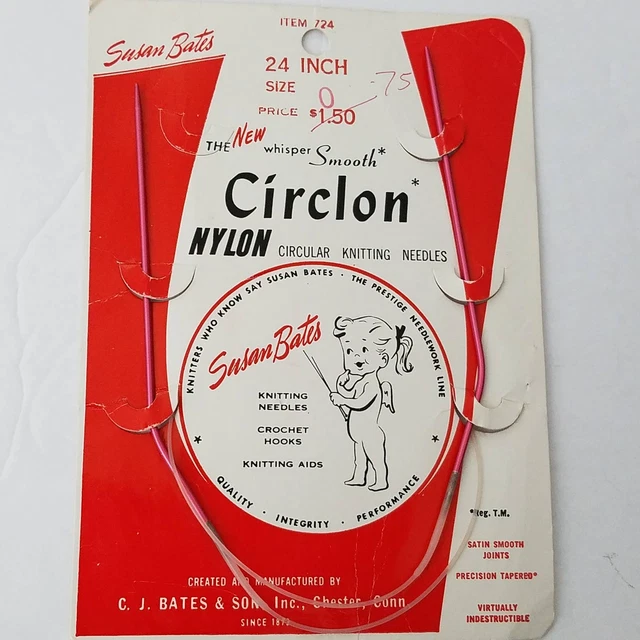 ITEM 724
Susan Bates
24 INCH
SIZE 0
.75
PRICE $1.50
THE NEW whisper Smooth*
Circlon*
NYLON CIRCULAR KNITTING NEEDLES
KNITTERS WHO KNOW SAY SUSAN BATES · THE PRESTIGE NEEDLEWORK LINE
Susan Bates
KNITTING
NEEDLES
CROCHET
HOOKS
KNITTING AIDS
* QUALITY · INTEGRITY · PERFORMANCE *
*Reg. T.M.
SATIN SMOOTH
JOINTS
PRECISION TAPERED*
VIRTUALLY
INDESTRUCTIBLE
CREATED AND MANUFACTURED BY
C. J. BATES & SON, Inc., Chester, Conn.
SINCE